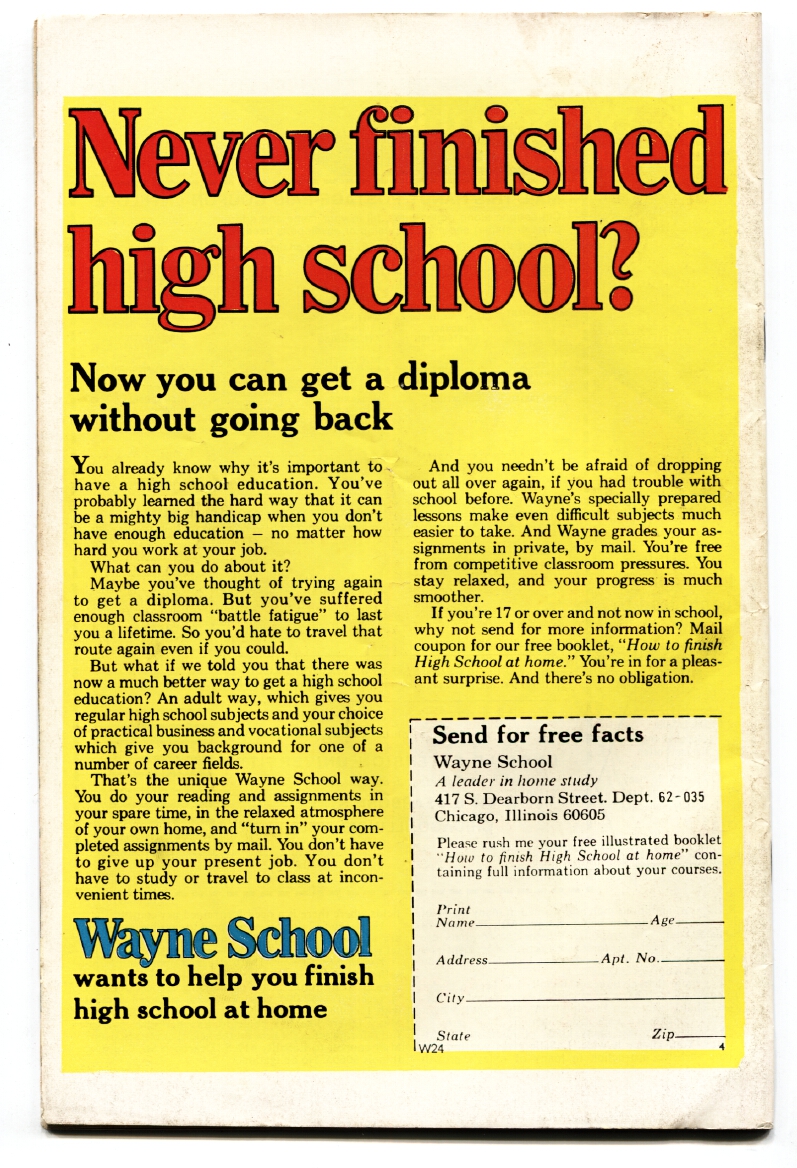 Never finished
high school?
Now you can get a diploma
without going back
You already know why it's important to
have a high school education. You've
probably learned the hard way that it can
be a mighty big handicap when you don't
have enough education – no matter how
hard you work at your job.
What can you do about it?
Maybe you've thought of trying again
to get a diploma. But you've suffered
enough classroom "battle fatigue" to last
you a lifetime. So you'd hate to travel that
route again even if you could.
But what if we told you that there was
now a much better way to get a high school
education? An adult way, which gives you
regular high school subjects and your choice
of practical business and vocational subjects
which give you background for one of a
number of career fields.
That's the unique Wayne School way.
You do your reading and assignments in
your spare time, in the relaxed atmosphere
of your own home, and "turn in" your com-
pleted assignments by mail. You don't have
to give up your present job. You don't
have to study or travel to class at incon-
venient times.
Wayne School
wants to help you finish
high school at home
And you needn't be afraid of dropping
out all over again, if you had trouble with
school before. Wayne's specially prepared
lessons make even difficult subjects much
easier to take. And Wayne grades your as-
signments in private, by mail. You're free
from competitive classroom pressures. You
stay relaxed, and your progress is much
smoother.
If you're 17 or over and not now in school,
why not send for more information? Mail
coupon for our free booklet, "How to finish
High School at home." You're in for a pleas-
ant surprise. And there's no obligation.
Send for free facts
Wayne School
A leader in home study
417 S. Dearborn Street. Dept. 62-035
Chicago, Illinois 60605
Please rush me your free illustrated booklet
"How to finish High School at home" con-
taining full information about your courses.
Print
Name Age
Address Apt. No.
City
State Zip
W24 4